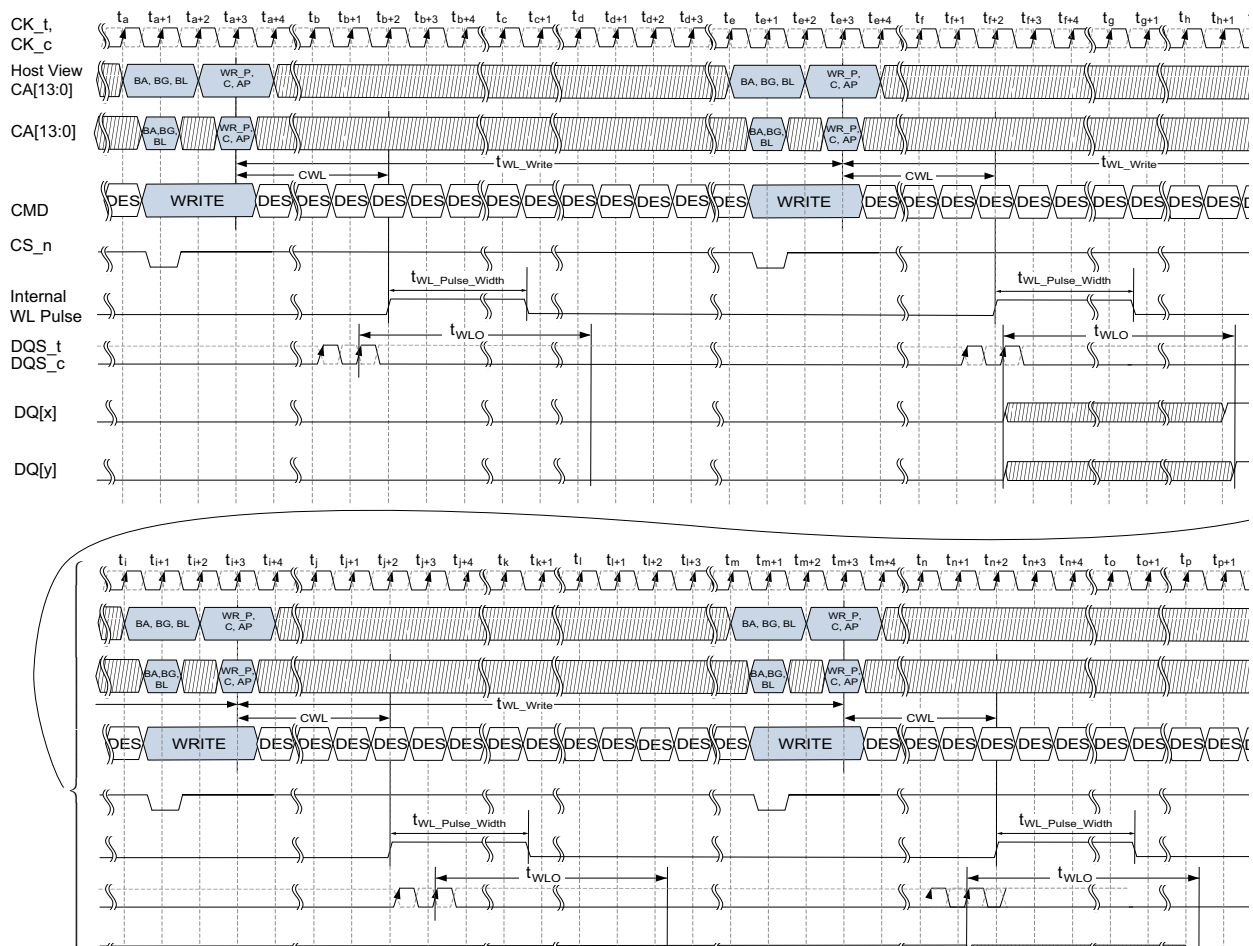 CK_t,
CK_c
ta ta+1 ta+2 ta+3 ta+4 tb tb+1 tb+2 tb+3 tb+4 tc tc+1 td td+1 td+2 td+3 te te+1 te+2 te+3 te+4 tf tf+1 tf+2 tf+3 tf+4 tg tg+1 th th+1
Host View
CA[13:0]
BA, BG, BL WR_P, C, AP BA, BG, BL WR_P, C, AP
CA[13:0]
BA,BG, BL WR_P, C, AP BA,BG, BL WR_P, C, AP
tWL_Write tWL_Write
CWL CWL
CMD
DES WRITE DES DES DES DES DES DES DES DES DES DES DES DES DES WRITE DES DES DES DES DES DES DES DES DES DES
CS_n
tWL_Pulse_Width tWL_Pulse_Width
Internal
WL Pulse
tWLO tWLO
DQS_t
DQS_c
DQ[x]
DQ[y]
ti ti+1 ti+2 ti+3 ti+4 tj tj+1 tj+2 tj+3 tj+4 tk tk+1 tl tl+1 tl+2 tl+3 tm tm+1 tm+2 tm+3 tm+4 tn tn+1 tn+2 tn+3 tn+4 to to+1 tp tp+1
BA, BG, BL WR_P, C, AP BA, BG, BL WR_P, C, AP
BA,BG, BL WR_P, C, AP BA,BG, BL WR_P, C, AP
tWL_Write
CWL CWL
DES WRITE DES DES DES DES DES DES DES DES DES DES DES DES DES WRITE DES DES DES DES DES DES DES DES DES DES
tWL_Pulse_Width tWL_Pulse_Width
tWLO tWLO